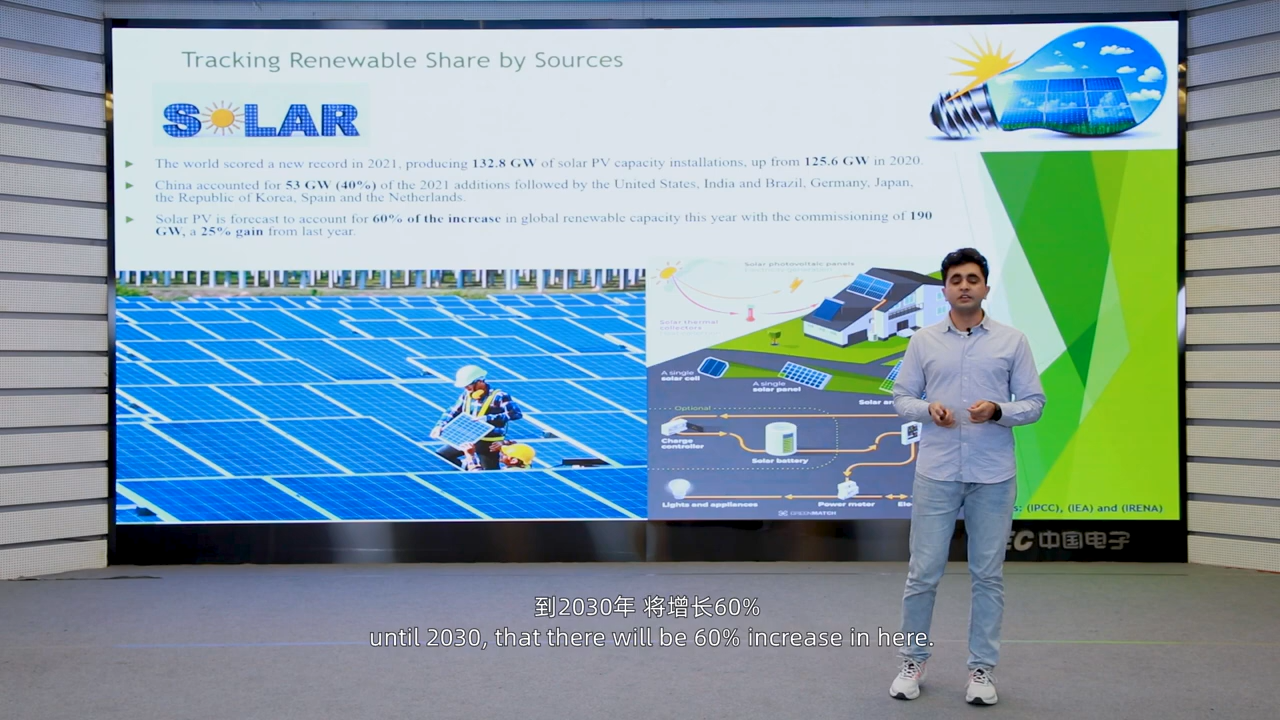 Tracking Renewable Share by Sources
SOLAR
The world scored a new record in 2021, producing 132.8 GW of solar PV capacity installations, up from 125.6 GW in 2020.
China accounted for 53 GW (40%) of the 2021 additions followed by the United States, India and Brazil, Germany, Japan,
the Republic of Korea, Spain and the Netherlands.
Solar PV is forecast to account for 60% of the increase in global renewable capacity this year with the commissioning of 190
GW, a 25% gain from last year.
Solar photovoltaic panels
Solar thermal
collectors
A single
solar cell
A single
solar panel
Solar
Optional
Charge
controller
Solar battery
Lights and appliances
Power meter
GREENMATCH
(IPCC), (IEA) and (IRENA)
中国电子
到2030年 将增长60%
until 2030, that there will be 60% increase in here.